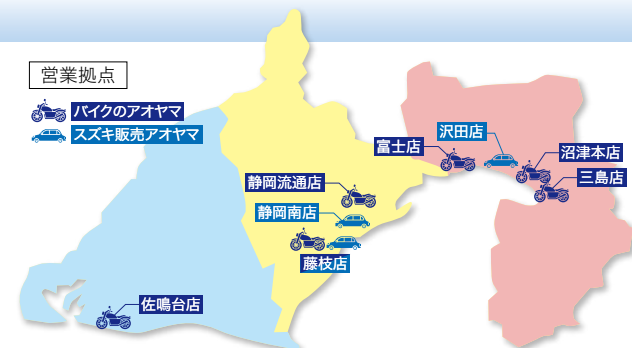 営業拠点
バイクのアオヤマ
スズキ販売アオヤマ
沢田店
富士店
沼津本店
三島店
静岡流通店
静岡南店
藤枝店
佐鳴台店